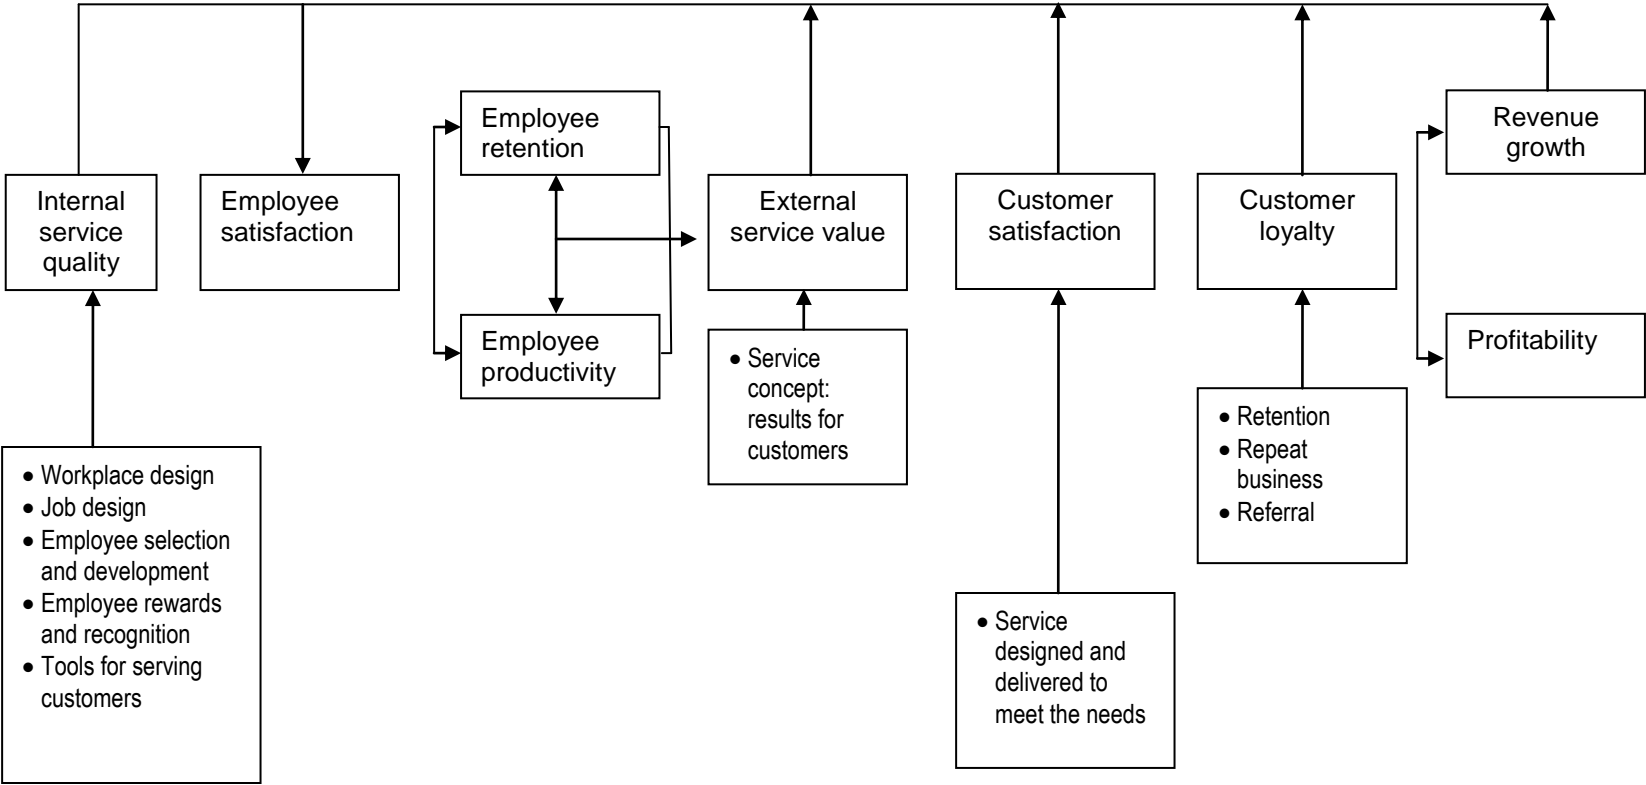 Internal
service
quality
Employee
satisfaction
Employee
retention
Employee
productivity
External
service value
Customer
satisfaction
Customer
loyalty
Revenue
growth
Profitability
• Workplace design
• Job design
• Employee selection
and development
• Employee rewards
and recognition
• Tools for serving
customers
• Service
concept:
results for
customers
• Service
designed and
delivered to
meet the needs
• Retention
• Repeat
business
• Referral